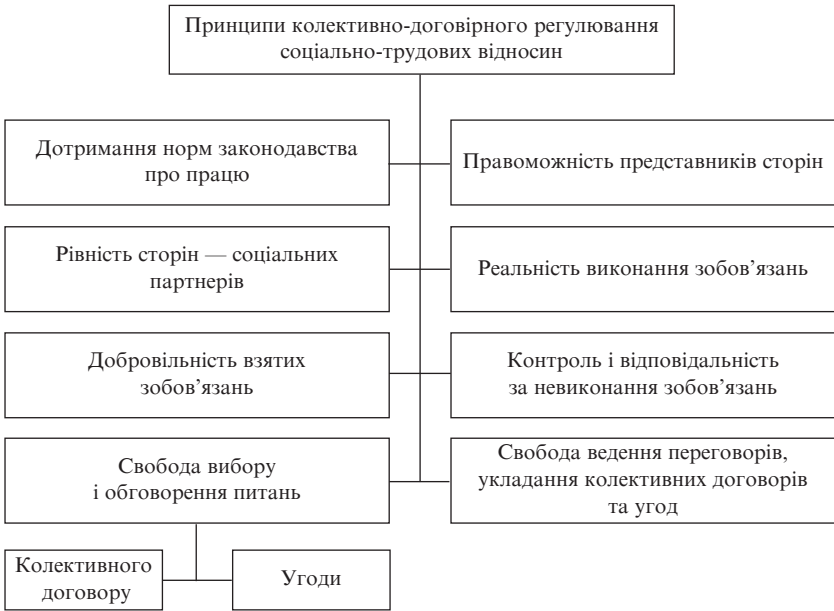 Принципи колективно-договірного регулювання
соціально-трудових відносин
Дотримання норм законодавства
про працю
Правоможність представників сторін
Рівність сторін — соціальних
партнерів
Реальність виконання зобов'язань
Добровільність взятих
зобов'язань
Контроль і відповідальність
за невиконання зобов'язань
Свобода вибору
і обговорення питань
Свобода ведення переговорів,
укладання колективних договорів
та угод
Колективного
договору
Угоди